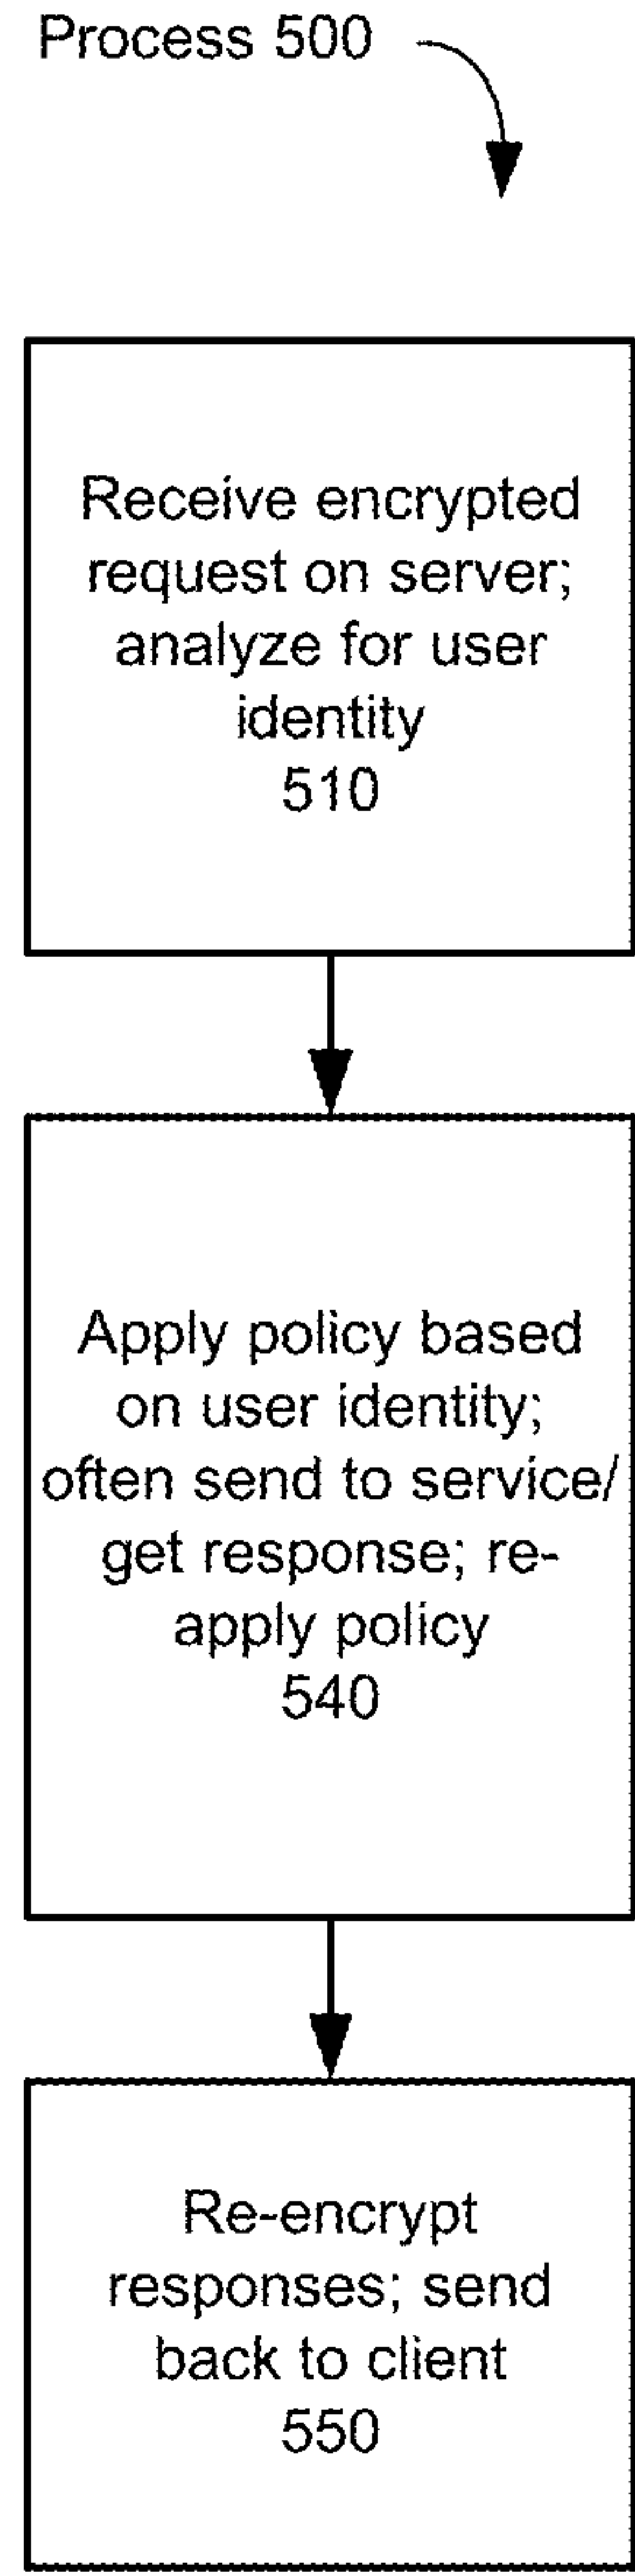 Process 500
Receive encrypted
request on server;
analyze for user
identity
510
Apply policy based
on user identity;
often send to service/
get response; re-
apply policy
540
Re-encrypt
responses; send
back to client
550